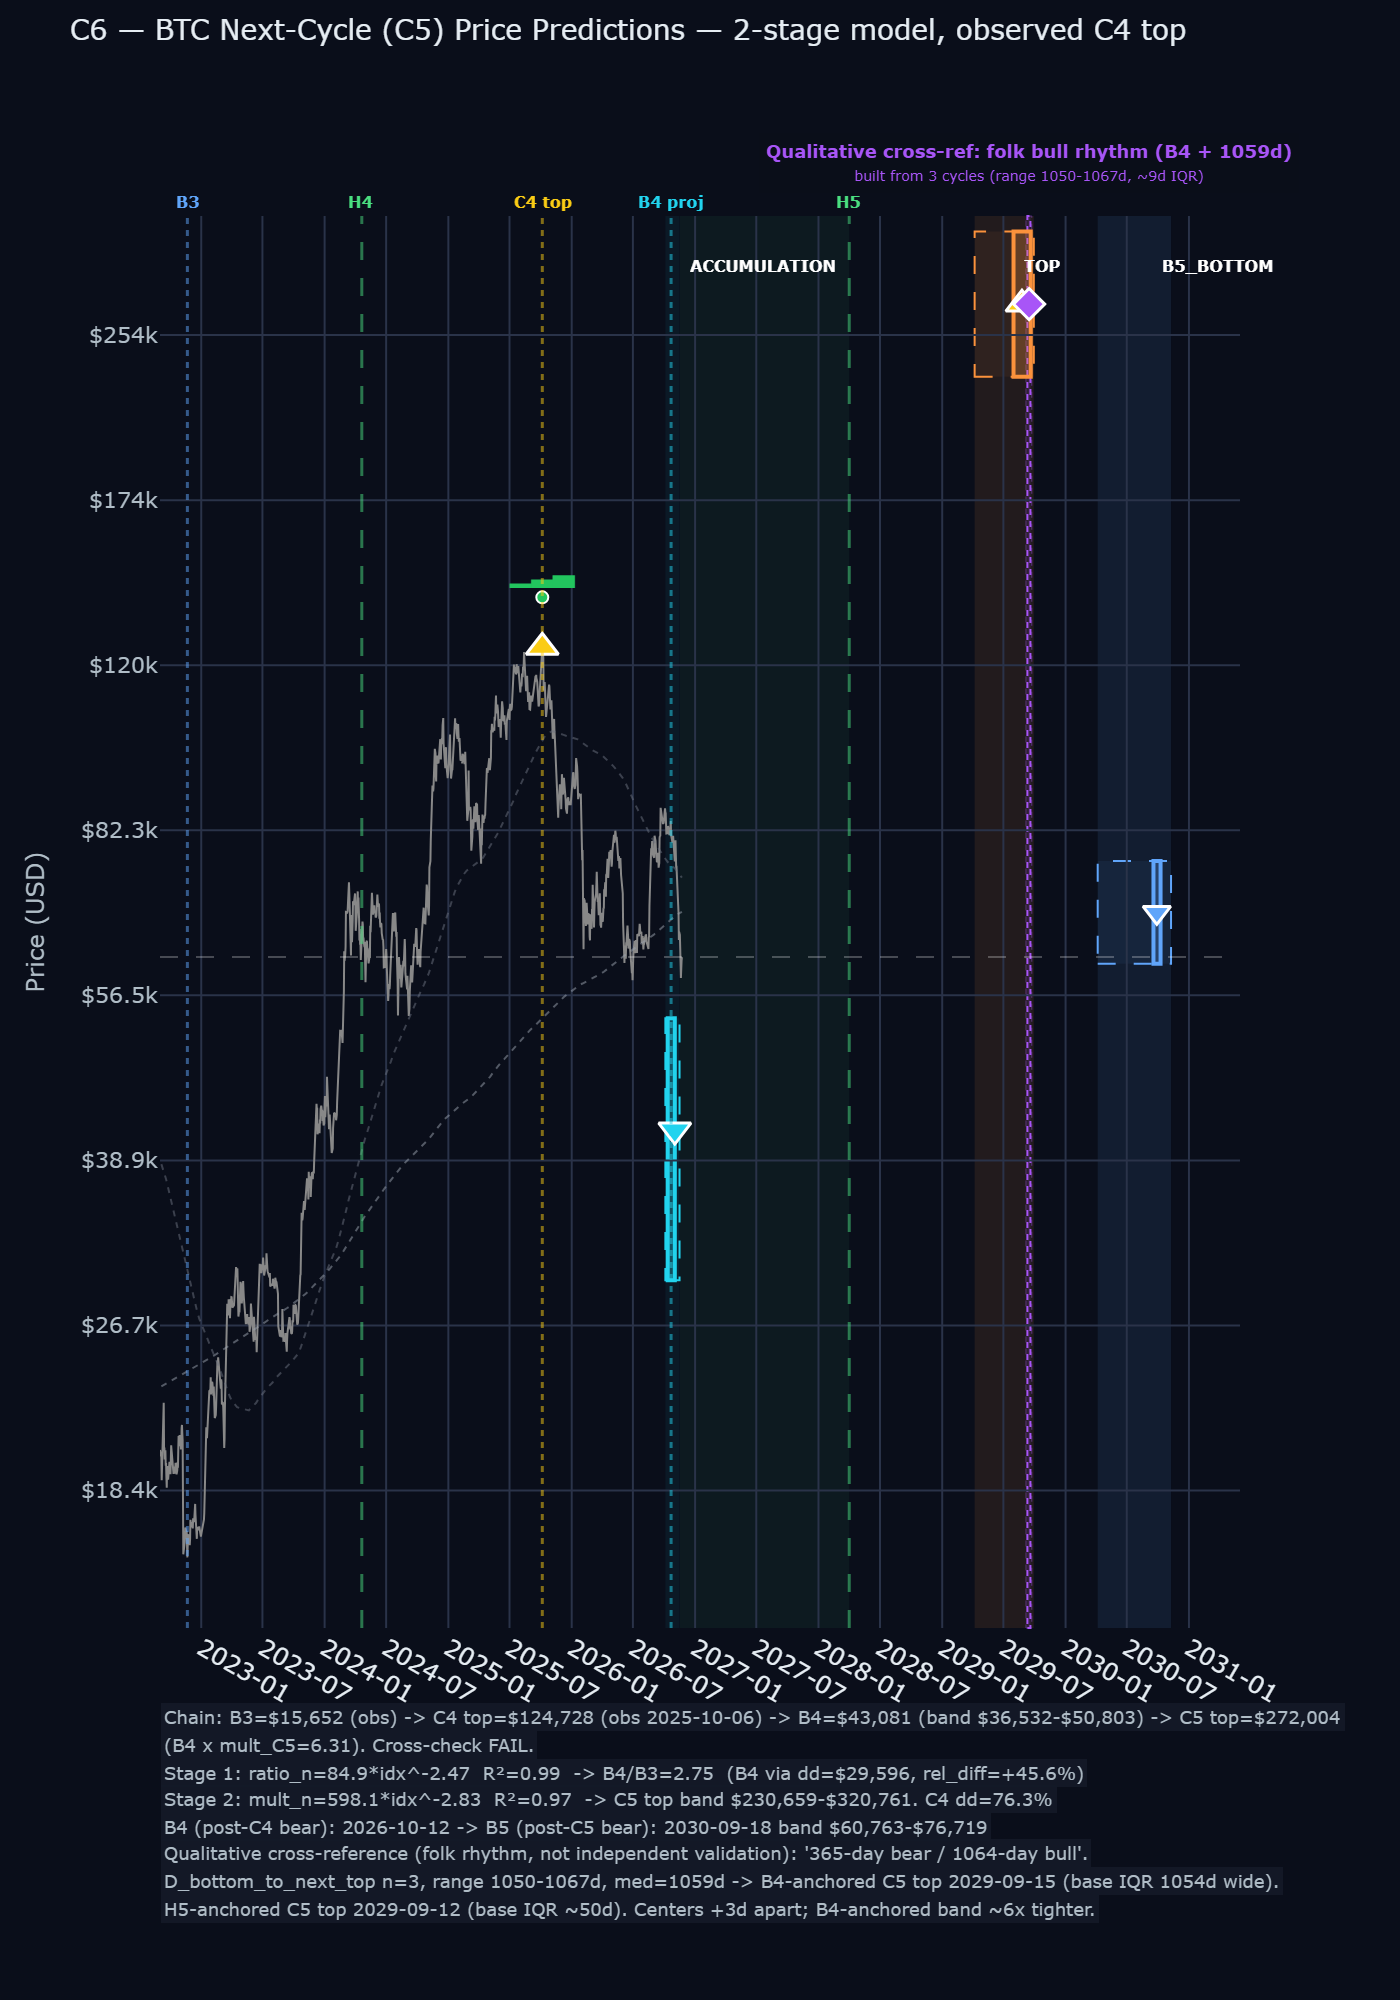 C6 — BTC Next-Cycle (C5) Price Predictions — 2-stage model, observed C4 top
Qualitative cross-ref: folk bull rhythm (B4 + 1059d)
built from 3 cycles (range 1050-1067d, ~9d IQR)
B3
H4
C4 top
B4 proj
H5
ACCUMULATION
TOP
B5_BOTTOM
$254k
$174k
$120k
$82.3k
$56.5k
$38.9k
$26.7k
$18.4k
Price (USD)
2023-01
2023-07
2024-01
2024-07
2025-01
2025-07
2026-01
2026-07
2027-01
2027-07
2028-01
2028-07
2029-01
2029-07
2030-01
2030-07
2031-01
Chain: B3=$15,652 (obs) -> C4 top=$124,728 (obs 2025-10-06) -> B4=$43,081 (band $36,532-$50,803) -> C5 top=$272,004
(B4 x mult_C5=6.31). Cross-check FAIL.
Stage 1: ratio_n=84.9*idx^-2.47  R²=0.99  -> B4/B3=2.75  (B4 via dd=$29,596, rel_diff=+45.6%)
Stage 2: mult_n=598.1*idx^-2.83  R²=0.97  -> C5 top band $230,659-$320,761. C4 dd=76.3%
B4 (post-C4 bear): 2026-10-12 -> B5 (post-C5 bear): 2030-09-18 band $60,763-$76,719
Qualitative cross-reference (folk rhythm, not independent validation): '365-day bear / 1064-day bull'.
D_bottom_to_next_top n=3, range 1050-1067d, med=1059d -> B4-anchored C5 top 2029-09-15 (base IQR 1054d wide).
H5-anchored C5 top 2029-09-12 (base IQR ~50d). Centers +3d apart; B4-anchored band ~6x tighter.